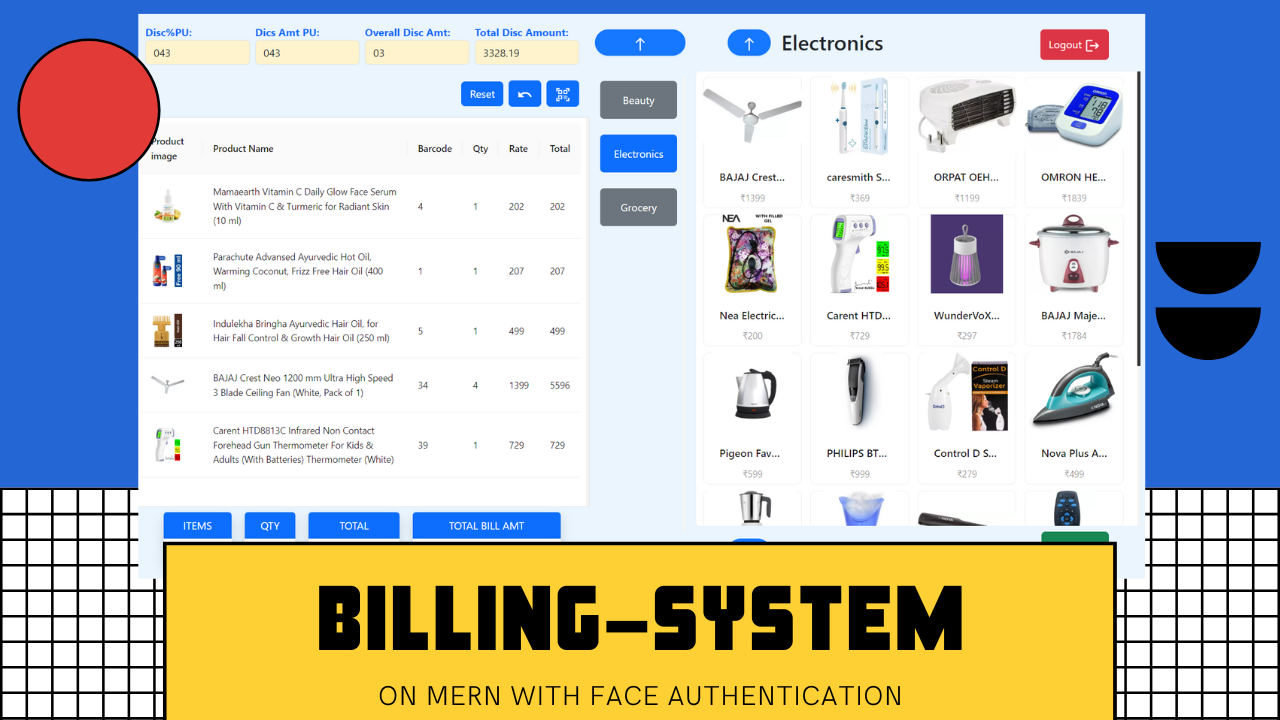 Disc%PU:
Dics Amt PU:
Overall Disc Amt:
Total Disc Amount:
043
043
03
3328.19
Reset
Product image
Product Name
Barcode
Qty
Rate
Total
Mamaearth Vitamin C Daily Glow Face Serum
With Vitamin C & Turmeric for Radiant Skin
(10 ml)
4
1
202
202
Parachute Advansed Ayurvedic Hot Oil,
Warming Coconut, Frizz Free Hair Oil (400
ml)
1
1
207
207
Indulekha Bringha Ayurvedic Hair Oil, for
Hair Fall Control & Growth Hair Oil (250 ml)
5
1
499
499
BAJAJ Crest Neo 1200 mm Ultra High Speed
3 Blade Ceiling Fan (White, Pack of 1)
34
4
1399
5596
Carent HTD8813C Infrared Non Contact
Forehead Gun Thermometer For Kids &
Adults (With Batteries) Thermometer (White)
39
1
729
729
ITEMS
QTY
TOTAL
TOTAL BILL AMT
Beauty
Electronics
Grocery
Electronics
Logout
BAJAJ Crest...
₹1399
caresmith S...
₹369
ORPAT OEH...
₹1199
OMRON HE...
₹1839
NEA
WITH FILLED
GEL
Nea Electric...
₹200
Carent HTD...
₹729
WunderVoX...
₹297
BAJAJ Maje...
₹1784
Pigeon Fav...
₹599
PHILIPS BT...
₹999
Control D
Steam
Vaporizer
Control D S...
₹279
Nova Plus A...
₹499
BILLING-SYSTEM
ON MERN WITH FACE AUTHENTICATION